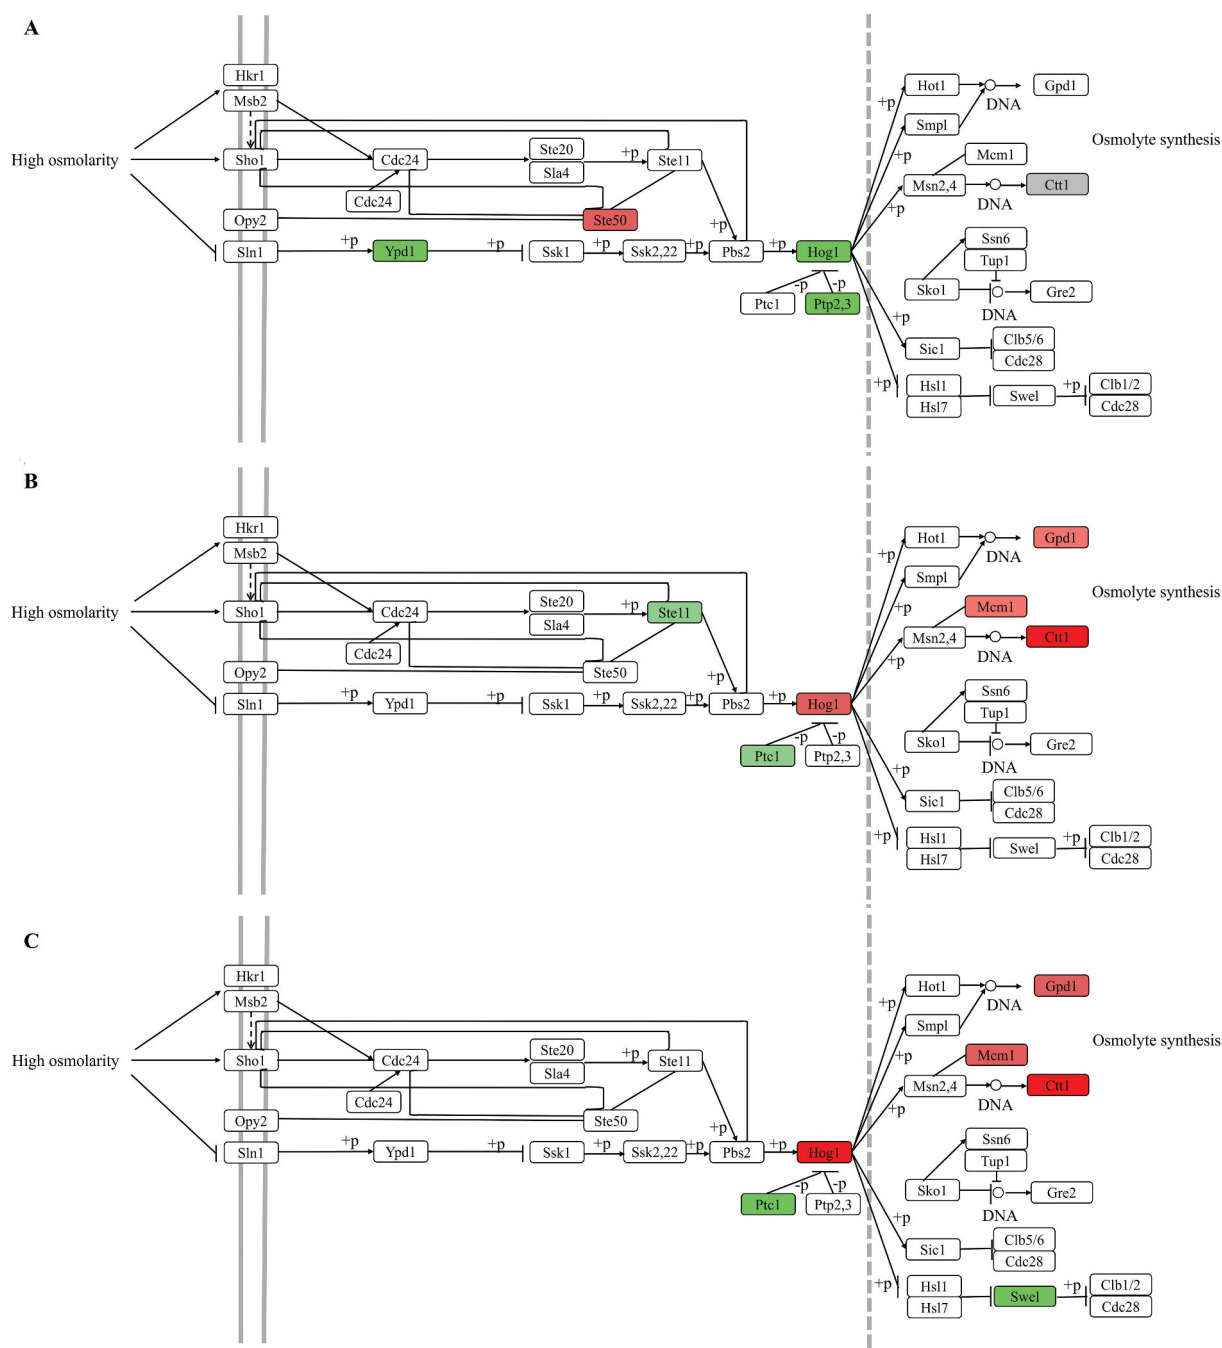 A
Hkr1
Msb2
High osmolarity
Sho1
Cdc24
Cdc24
Ste20
Sla4
+p
Ste11
Opy2
Ste50
Sln1
+p
Ypd1
+p
Ssk1
+p
Ssk2,22
+p
Pbs2
+p
+p
Hog1
-p
-p
Ptc1
Ptp2,3
+p
+p
+p
+p
+p
Hot1
DNA
Gpd1
Smpl
Osmolyte synthesis
Mcm1
Msn2,4
DNA
Ctt1
Ssn6
Tup1
Sko1
DNA
Gre2
Sic1
Clb5/6
Cdc28
Hsl1
Hsl7
Swel
+p
Clb1/2
Cdc28
B
Hkr1
Msb2
High osmolarity
Sho1
Cdc24
Cdc24
Ste20
Sla4
+p
Ste11
Opy2
Ste50
Sln1
+p
Ypd1
+p
Ssk1
+p
Ssk2,22
+p
Pbs2
+p
+p
Hog1
-p
-p
Ptc1
Ptp2,3
+p
+p
+p
+p
+p
Hot1
DNA
Gpd1
Smpl
Osmolyte synthesis
Mcm1
Msn2,4
DNA
Ctt1
Ssn6
Tup1
Sko1
DNA
Gre2
Sic1
Clb5/6
Cdc28
Hsl1
Hsl7
Swel
+p
Clb1/2
Cdc28
C
Hkr1
Msb2
High osmolarity
Sho1
Cdc24
Cdc24
Ste20
Sla4
+p
Ste11
Opy2
Ste50
Sln1
+p
Ypd1
+p
Ssk1
+p
Ssk2,22
+p
Pbs2
+p
+p
Hog1
-p
-p
Ptc1
Ptp2,3
+p
+p
+p
+p
+p
Hot1
DNA
Gpd1
Smpl
Osmolyte synthesis
Mcm1
Msn2,4
DNA
Ctt1
Ssn6
Tup1
Sko1
DNA
Gre2
Sic1
Clb5/6
Cdc28
Hsl1
Hsl7
Swel
+p
Clb1/2
Cdc28